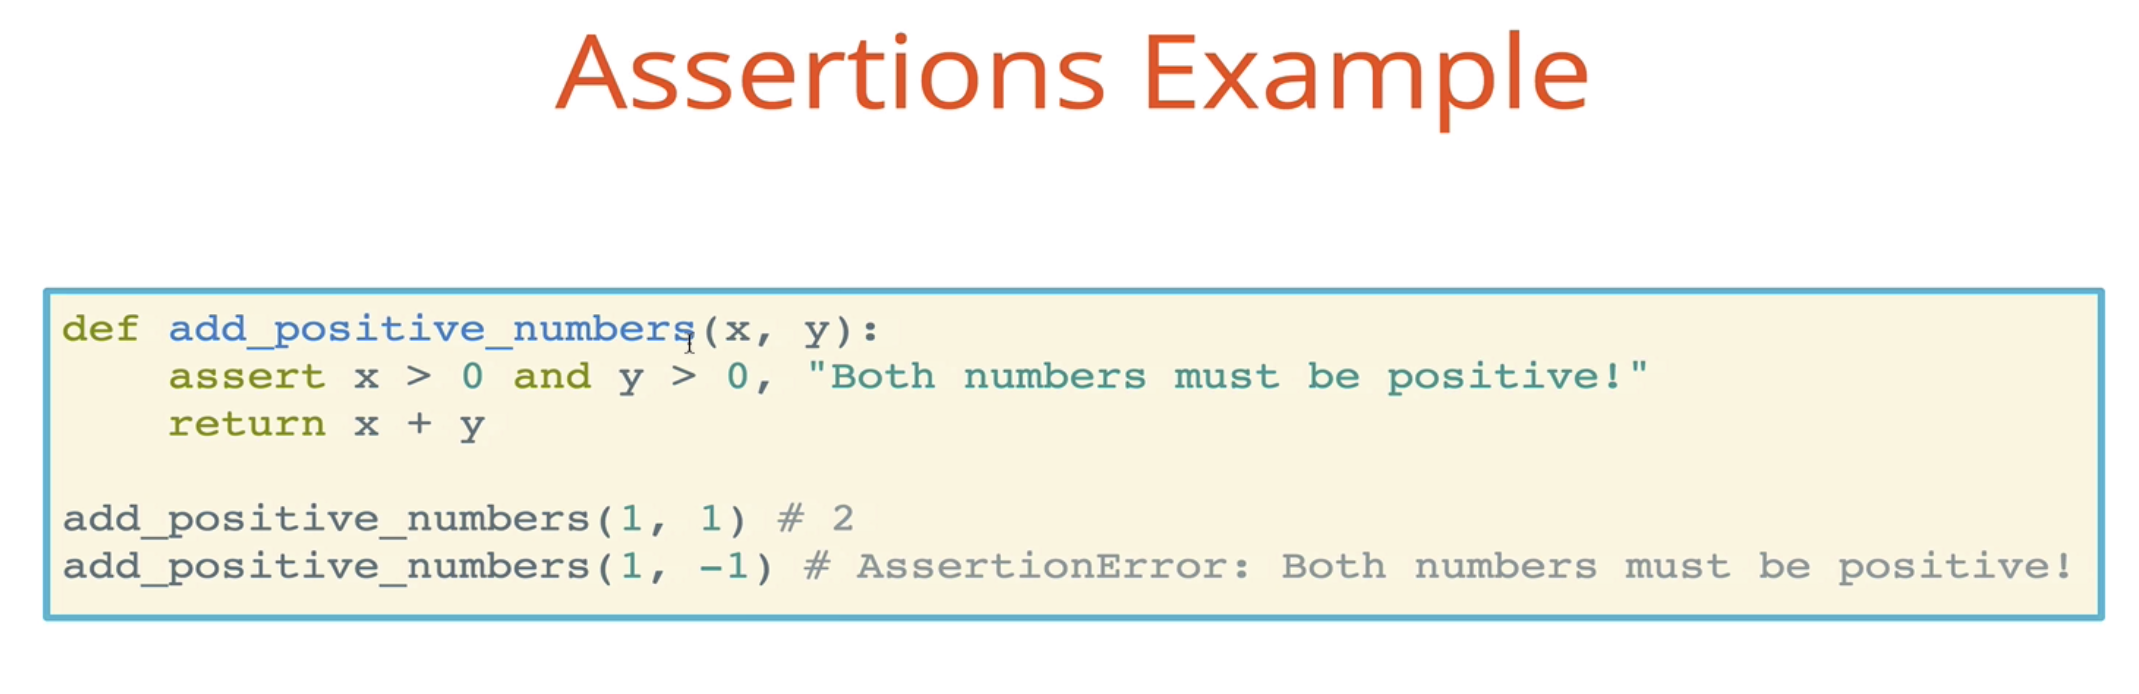 Assertions Example
def add_positive_numbers(x, y):
    assert x > 0 and y > 0, "Both numbers must be positive!"
    return x + y
add_positive_numbers(1, 1) # 2
add_positive_numbers(1, -1) # AssertionError: Both numbers must be positive!